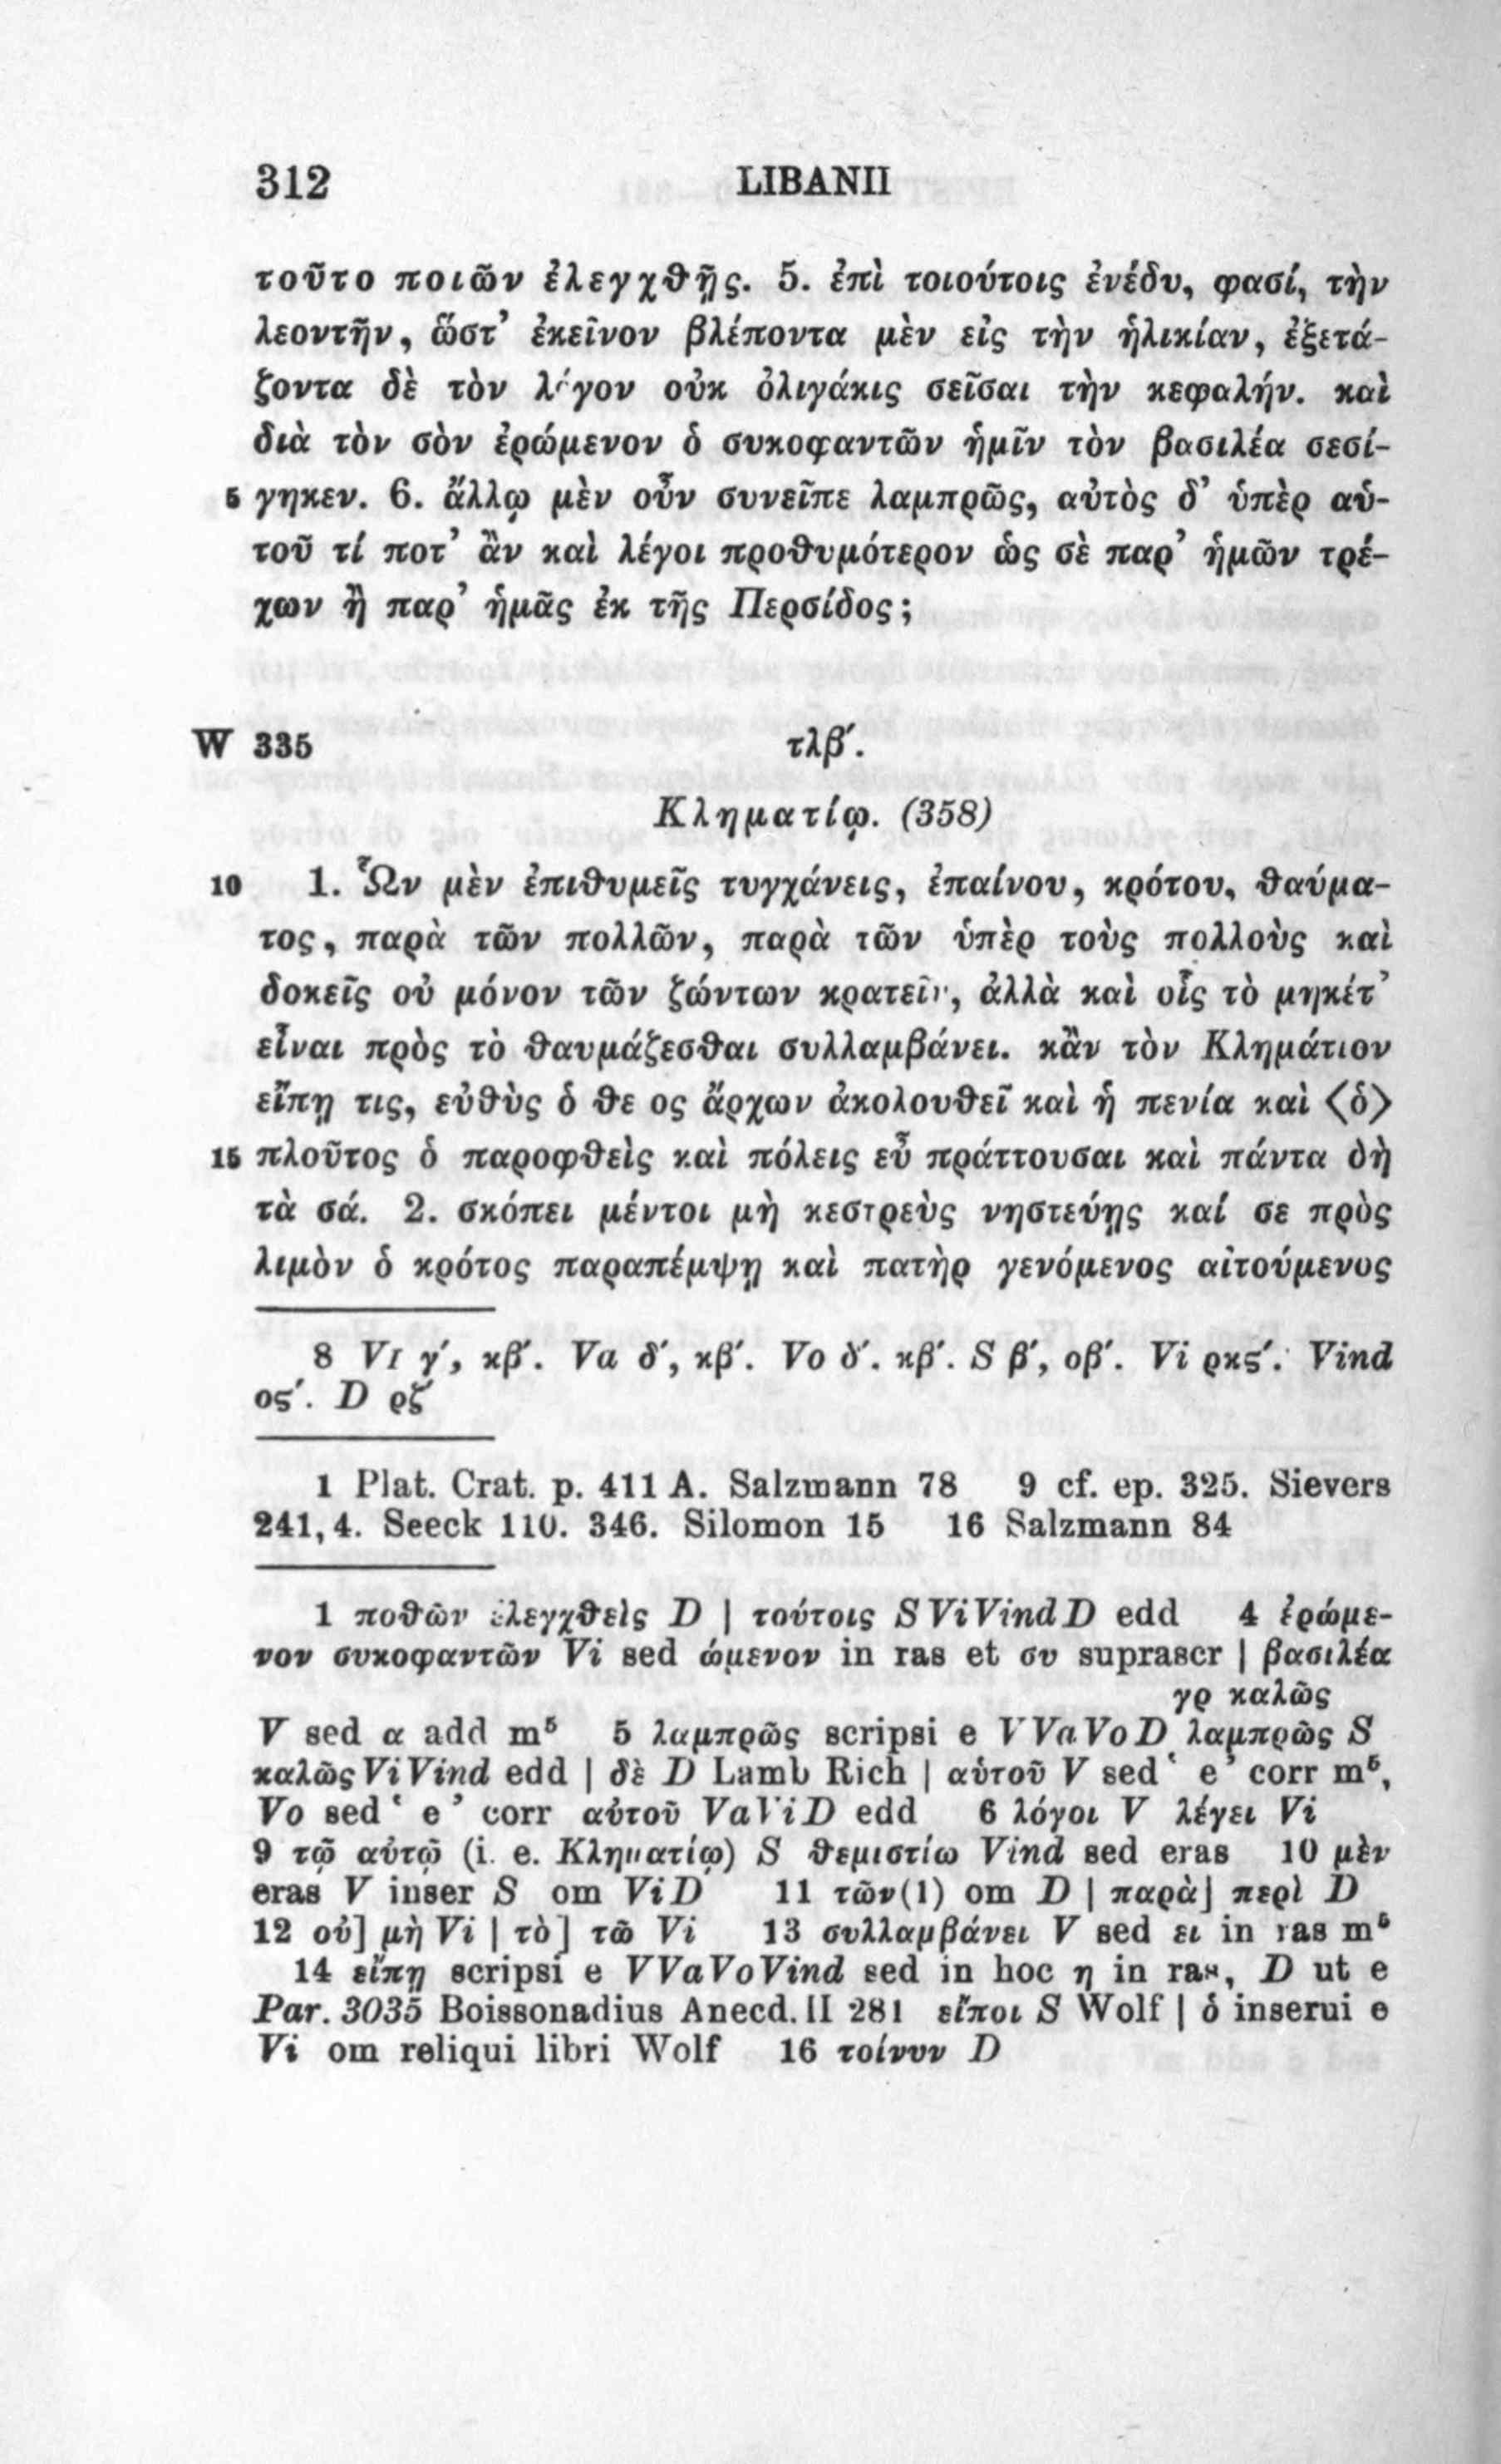 312 LIBANII
τοῦτο ποιῶν ἐλεγχθῇς. 5. ἐπὶ τοιούτοις ἐνέδυ, φασί, τὴν
λεοντῆν, ὥστ’ ἐκεῖνον βλέποντα μὲν εἰς τὴν ἡλικίαν, ἐξετά-
ζοντα δὲ τὸν λόγον οὐκ ὀλιγάκις σεῖσαι τὴν κεφαλήν. καὶ
διὰ τὸν σὸν ἐρώμενον ὁ συκοφαντῶν ἡμῖν τὸν βασιλέα σεσί-
5 γηκεν. 6. ἄλλῳ μὲν οὖν συνεῖπε λαμπρῶς, αὐτὸς δ’ ὑπὲρ αὑ-
τοῦ τί ποτ’ ἂν καὶ λέγοι προθυμότερον ὡς σὲ παρ’ ἡμῶν τρέ-
χων ἢ παρ’ ἡμᾶς ἐκ τῆς Περσίδος;
W 335 τλβ′.
Κληματίῳ. (358)
10 1. Ὧν μὲν ἐπιθυμεῖς τυγχάνεις, ἐπαίνου, κρότου, θαύμα-
τος, παρὰ τῶν πολλῶν, παρὰ τῶν ὑπὲρ τοὺς πολλοὺς καὶ
δοκεῖς οὐ μόνον τῶν ζώντων κρατεῖν, ἀλλὰ καὶ οἷς τὸ μηκέτ’
εἶναι πρὸς τὸ θαυμάζεσθαι συλλαμβάνει. κἂν τὸν Κλημάτιον
εἴπῃ τις, εὐθὺς ὁ θε ος ἄρχων ἀκολουθεῖ καὶ ἡ πενία καὶ ⟨ὁ⟩
15 πλοῦτος ὁ παροφθεὶς καὶ πόλεις εὖ πράττουσαι καὶ πάντα δὴ
τὰ σά. 2. σκόπει μέντοι μὴ κεστρεὺς νηστεύῃς καί σε πρὸς
λιμὸν ὁ κρότος παραπέμψῃ καὶ πατὴρ γενόμενος αἰτούμενος
8 VI γ′, κβ′. Va δ′, κβ′. Vo δ′. κβ′. S β′, οβ′. Vi ρκς′. Vind
ος′. D ρζ′
1 Plat. Crat. p. 411 A. Salzmann 78 9 cf. ep. 325. Sievers
241,4. Seeck 110. 346. Silomon 15 16 Salzmann 84
1 ποθῶν ἐλεγχθεὶς D | τούτοις S Vi Vind D edd 4 ἐρώμε-
νον συκοφαντῶν Vi sed ώμενον in ras et συ suprascr | βασιλέα
γρ καλῶς
V sed α add m⁵ 5 λαμπρῶς scripsi e V Va Vo D λαμπρῶς S
καλῶς Vi Vind edd | δὲ D Lamb Rich | αὑτοῦ V sed ‘ e ’ corr m⁵,
Vo sed ‘ e ’ corr αὐτοῦ Va Vi D edd 6 λόγοι V λέγει Vi
9 τῷ αὐτῷ (i. e. Κληματίῳ) S θεμιστίω Vind sed eras 10 μὲν
eras V inser S om Vi D 11 τῶν(1) om D | παρὰ] περὶ D
12 οὐ] μὴ Vi | τὸ] τῶ Vi 13 συλλαμβάνει V sed ει in ras m⁵
14 εἴπῃ scripsi e V Va Vo Vind sed in hoc η in ras, D ut e
Par. 3035 Boissonadius Anecd. II 281 εἴποι S Wolf | ὁ inserui e
Vi om reliqui libri Wolf 16 τοίνυν D